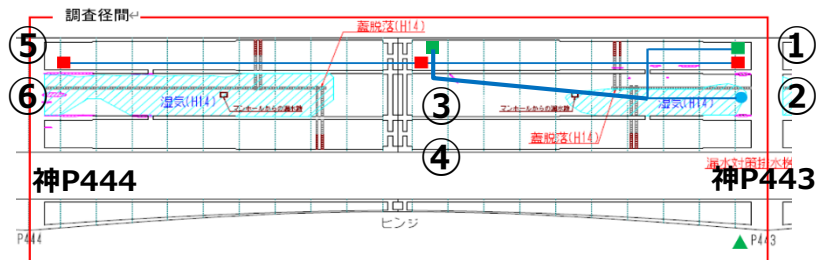 調査径間
蓋脱落(H14)
⑤
①
⑥
湿気(H14)
マンホールからの漏水跡
③
マンホールからの漏水跡
湿気(H14)
②
④
蓋脱落(H14)
漏水対策排水枡
神P444
神P443
ヒンジ
P444
P443